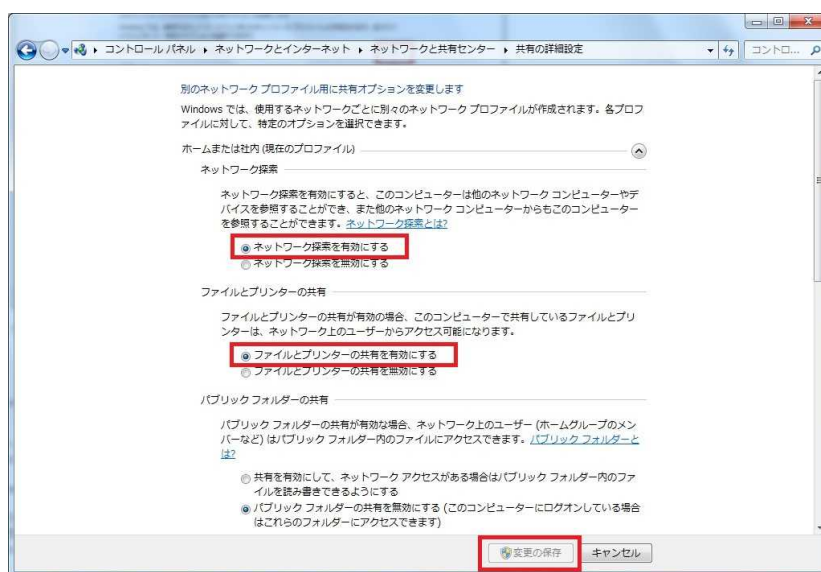 コントロール パネル ▸ ネットワークとインターネット ▸ ネットワークと共有センター ▸ 共有の詳細設定
コントロ...
別のネットワーク プロファイル用に共有オプションを変更します
Windows では、使用するネットワークごとに別々のネットワーク プロファイルが作成されます。各プロフ
ァイルに対して、特定のオプションを選択できます。
ホームまたは社内 (現在のプロファイル)
ネットワーク探索
ネットワーク探索を有効にすると、このコンピューターは他のネットワーク コンピューターやデ
バイスを参照することができ、また他のネットワーク コンピューターからもこのコンピューター
を参照することができます。ネットワーク探索とは?
ネットワーク探索を有効にする
ネットワーク探索を無効にする
ファイルとプリンターの共有
ファイルとプリンターの共有が有効の場合、このコンピューターで共有しているファイルとプリ
ンターは、ネットワーク上のユーザーからアクセス可能になります。
ファイルとプリンターの共有を有効にする
ファイルとプリンターの共有を無効にする
パブリック フォルダーの共有
パブリック フォルダーの共有が有効な場合、ネットワーク上のユーザー (ホームグループのメン
バーなど) はパブリック フォルダー内のファイルにアクセスできます。パブリック フォルダーと
は?
共有を有効にして、ネットワーク アクセスがある場合はパブリック フォルダー内のファ
イルを読み書きできるようにする
パブリック フォルダーの共有を無効にする (このコンピューターにログオンしている場合
はこれらのフォルダーにアクセスできます)
変更の保存
キャンセル